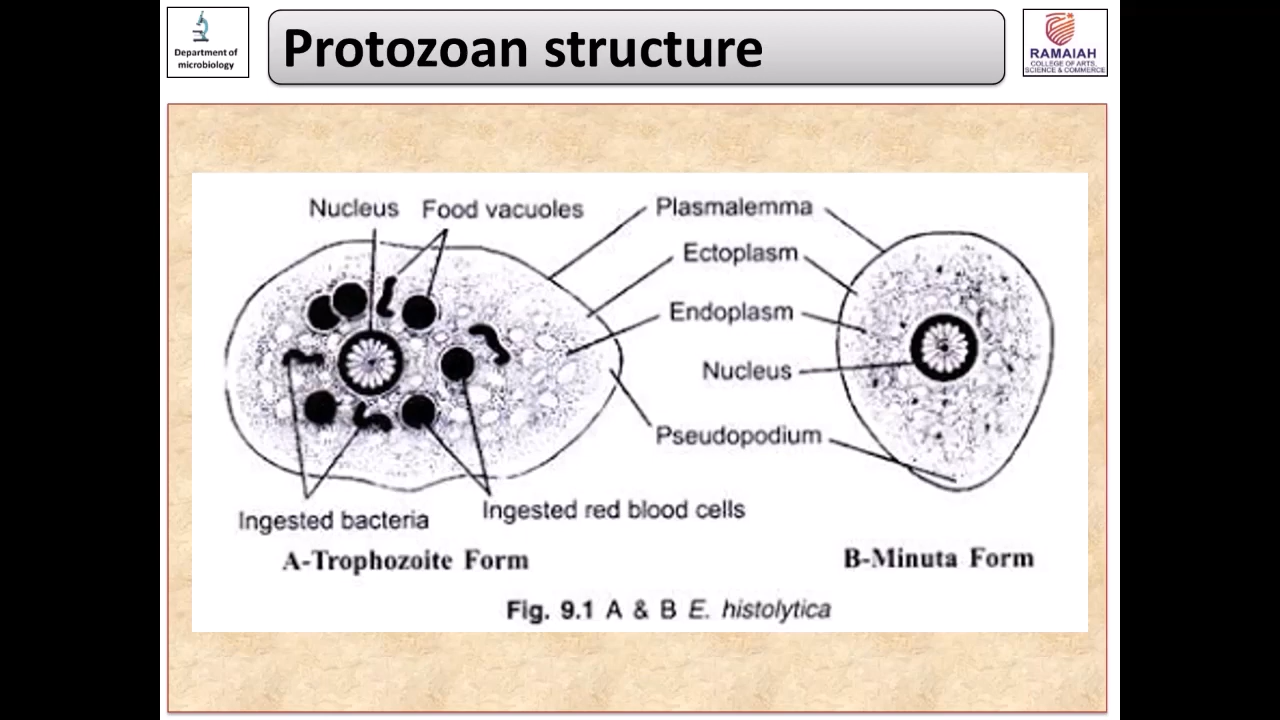 Department of
microbiology
Protozoan structure
RAMAIAH
COLLEGE OF ARTS,
SCIENCE & COMMERCE
Nucleus Food vacuoles
Plasmalemma
Ectoplasm
Endoplasm
Nucleus
Pseudopodium
Ingested bacteria
Ingested red blood cells
A-Trophozoite Form
B-Minuta Form
Fig. 9.1 A & B E. histolytica